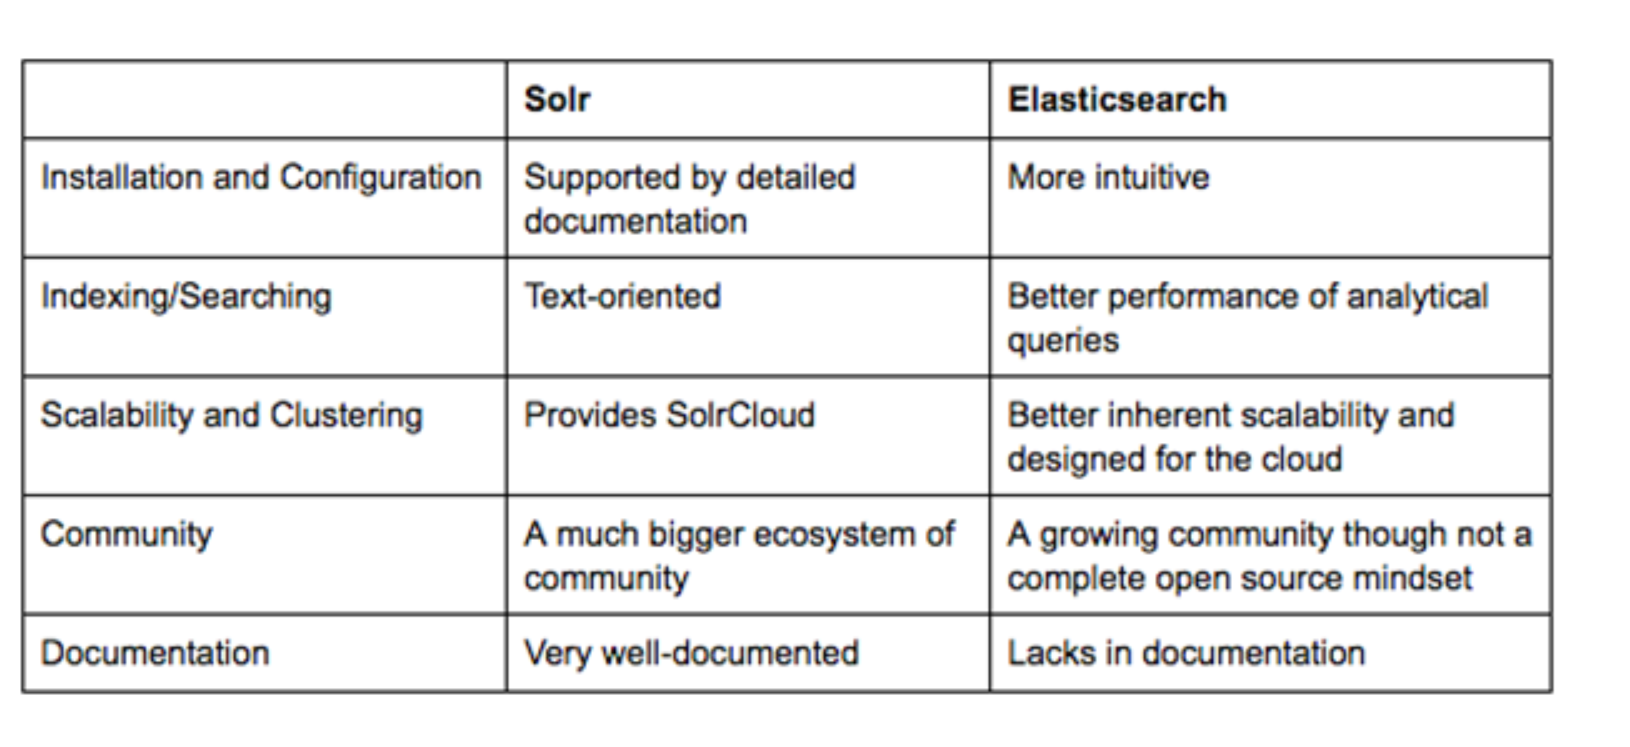 Solr
Elasticsearch
Installation and Configuration
Supported by detailed
documentation
More intuitive
Indexing/Searching
Text-oriented
Better performance of analytical
queries
Scalability and Clustering
Provides SolrCloud
Better inherent scalability and
designed for the cloud
Community
A much bigger ecosystem of
community
A growing community though not a
complete open source mindset
Documentation
Very well-documented
Lacks in documentation